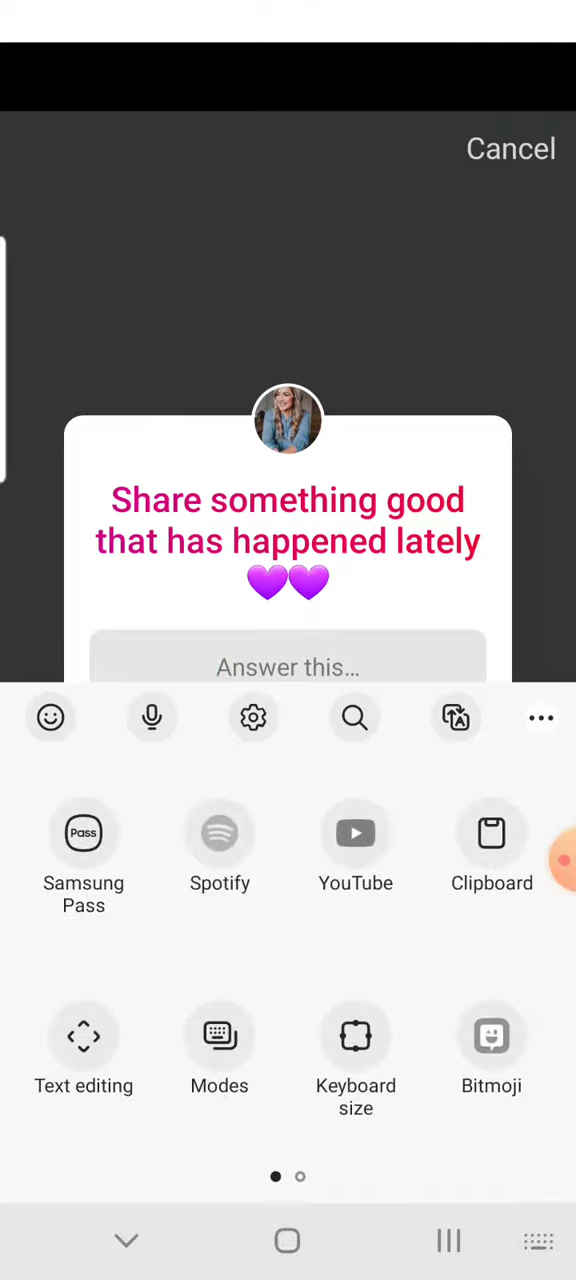 Cancel
Share something good
that has happened lately
💜💜
Answer this...
A
Pass
Samsung
Pass
Spotify
YouTube
Clipboard
Text editing
Modes
Keyboard
size
Bitmoji